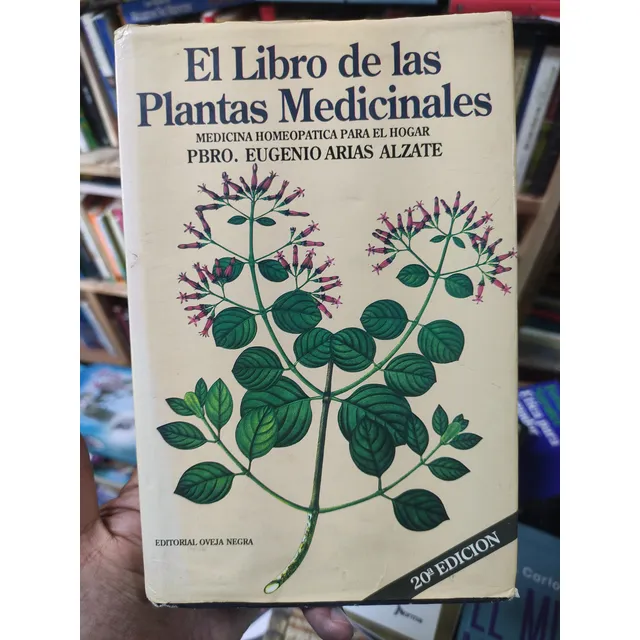 El Libro de las
Plantas Medicinales
MEDICINA HOMEOPATICA PARA EL HOGAR
PBRO. EUGENIO ARIAS ALZATE
EDITORIAL OVEJA NEGRA
20ª EDICION
Carlo